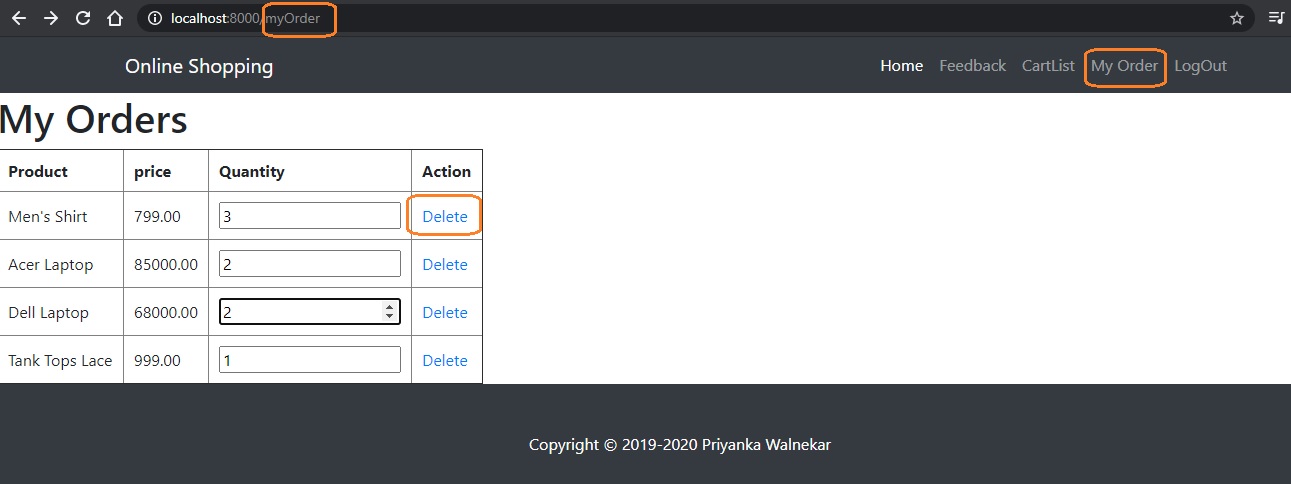 localhost:8000/myOrder
Online Shopping Home Feedback CartList My Order LogOut
My Orders
Product price Quantity Action
Men's Shirt 799.00 3 Delete
Acer Laptop 85000.00 2 Delete
Dell Laptop 68000.00 2 Delete
Tank Tops Lace 999.00 1 Delete
Copyright © 2019-2020 Priyanka Walnekar